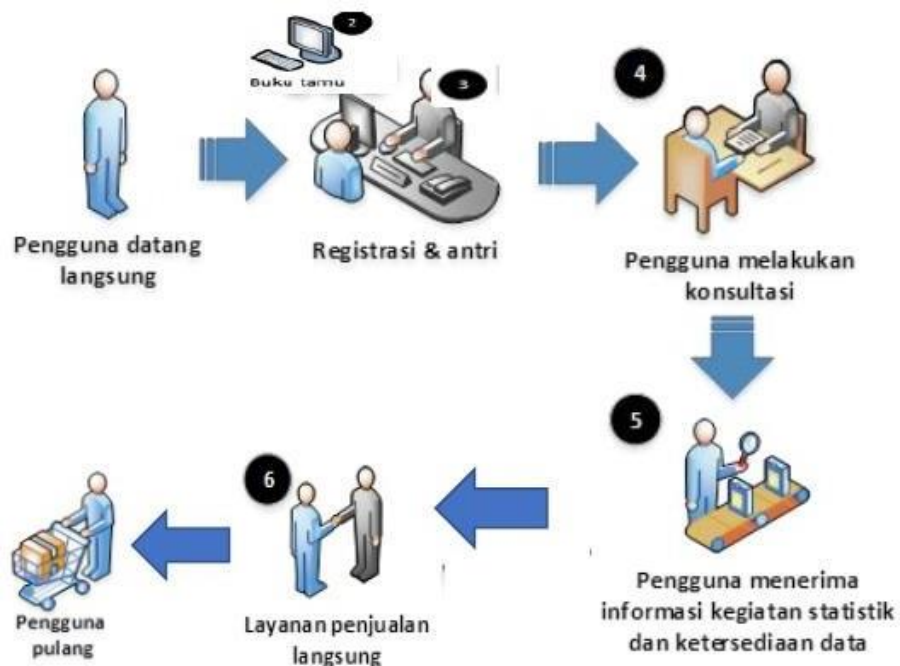 2
Buku tamu
3
4
Pengguna datang
langsung
Registrasi & antri
Pengguna melakukan
konsultasi
5
6
Pengguna menerima
informasi kegiatan statistik
dan ketersediaan data
Layanan penjualan
langsung
Pengguna
pulang